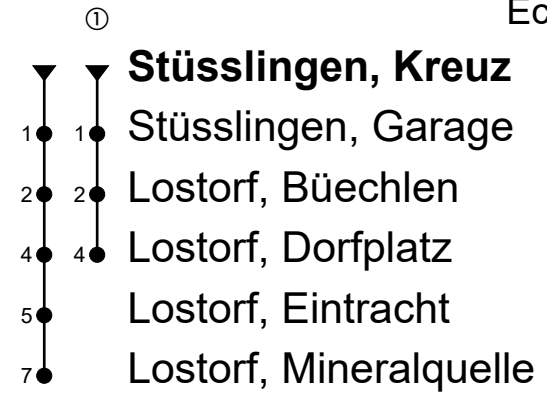 ① Ec
Stüsslingen, Kreuz
1 1 Stüsslingen, Garage
2 2 Lostorf, Büechlen
4 4 Lostorf, Dorfplatz
5 Lostorf, Eintracht
7 Lostorf, Mineralquelle